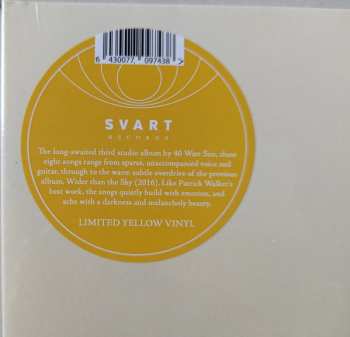 6 430077 097438 >
SVART
RECORDS
The long-awaited third studio album by 40 Watt Sun, these
eight songs range from sparse, unaccompanied voice and
guitar, through to the warm subtle overdrive of the previous
album, Wider than the Sky (2016). Like Patrick Walker's
best work, the songs quietly build with emotion, and
ache with a darkness and melancholy beauty.
LIMITED YELLOW VINYL